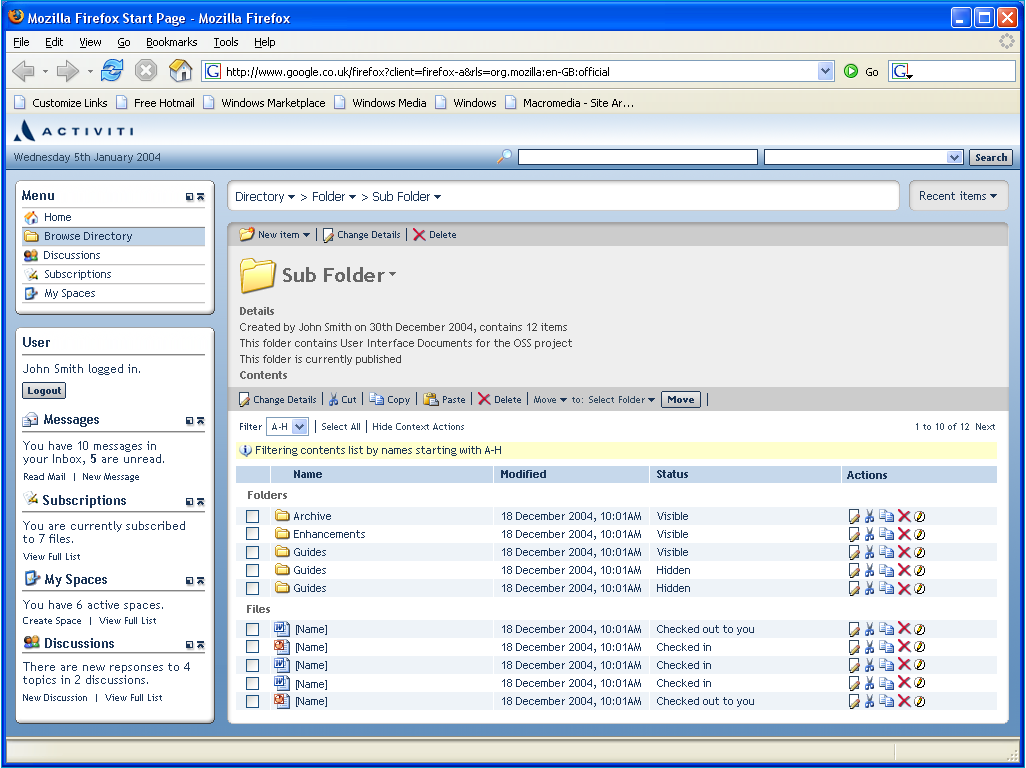 Mozilla Firefox Start Page - Mozilla Firefox
File Edit View Go Bookmarks Tools Help
http://www.google.co.uk/firefox?client=firefox-a&rls=org.mozilla:en-GB:official Go
Customize Links Free Hotmail Windows Marketplace Windows Media Windows Macromedia - Site Ar...
ACTIVITI
Wednesday 5th January 2004 Search
Menu
Home
Browse Directory
Discussions
Subscriptions
My Spaces
User
John Smith logged in.
Logout
Messages
You have 10 messages in
your Inbox, 5 are unread.
Read Mail | New Message
Subscriptions
You are currently subscribed
to 7 files.
View Full List
My Spaces
You have 6 active spaces.
Create Space | View Full List
Discussions
There are new repsonses to 4
topics in 2 discussions.
New Discussion | View Full List
Directory > Folder > Sub Folder
Recent items
New item | Change Details | Delete
Sub Folder
Details
Created by John Smith on 30th December 2004, contains 12 items
This folder contains User Interface Documents for the OSS project
This folder is currently published
Contents
Change Details | Cut | Copy | Paste | Delete | Move to: Select Folder Move |
Filter A-H | Select All | Hide Context Actions 1 to 10 of 12 Next
Filtering contents list by names starting with A-H
Name Modified Status Actions
Folders
Archive 18 December 2004, 10:01AM Visible
Enhancements 18 December 2004, 10:01AM Visible
Guides 18 December 2004, 10:01AM Visible
Guides 18 December 2004, 10:01AM Hidden
Guides 18 December 2004, 10:01AM Hidden
Files
[Name] 18 December 2004, 10:01AM Checked out to you
[Name] 18 December 2004, 10:01AM Checked in
[Name] 18 December 2004, 10:01AM Checked in
[Name] 18 December 2004, 10:01AM Checked in
[Name] 18 December 2004, 10:01AM Checked out to you